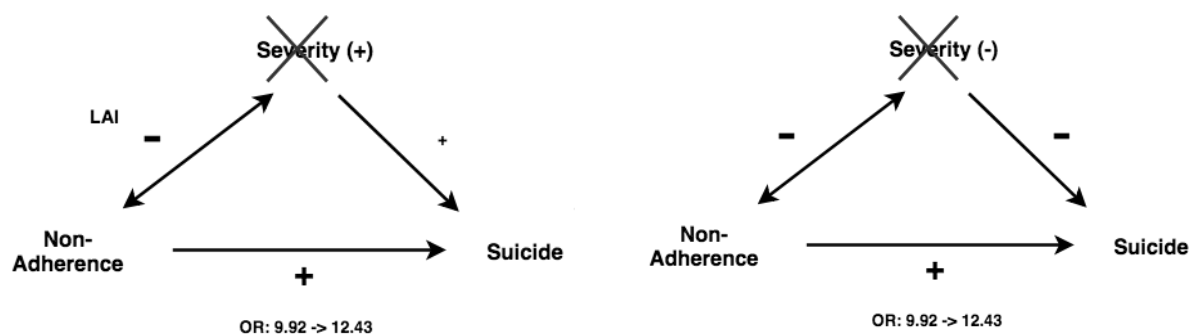 Severity (+)
LAI
-
+
Non-
Adherence
Suicide
+
OR: 9.92 -> 12.43
Severity (-)
-
-
Non-
Adherence
Suicide
+
OR: 9.92 -> 12.43